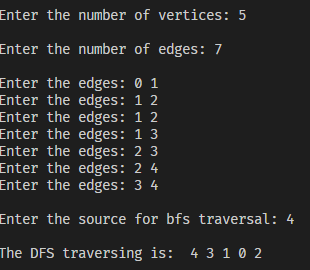 Enter the number of vertices: 5
Enter the number of edges: 7
Enter the edges: 0 1
Enter the edges: 1 2
Enter the edges: 1 2
Enter the edges: 1 3
Enter the edges: 2 3
Enter the edges: 2 4
Enter the edges: 3 4
Enter the source for bfs traversal: 4
The DFS traversing is:  4 3 1 0 2